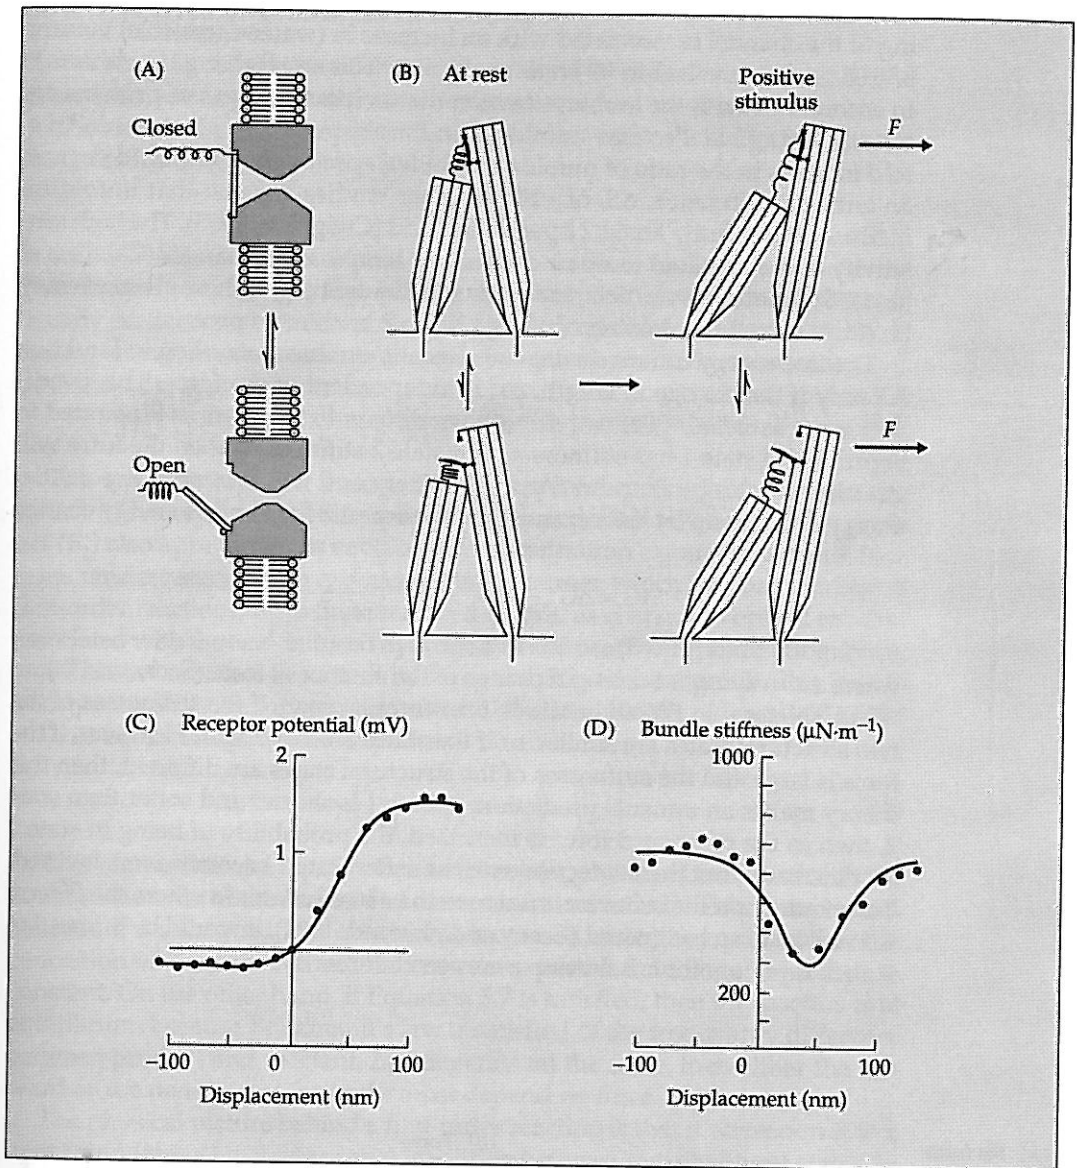 (A)
Closed
Open
(B) At rest
Positive
stimulus
F
F
(C) Receptor potential (mV)
2
1
−100 0 100
Displacement (nm)
(D) Bundle stiffness (μN·m⁻¹)
1000
200
−100 0 100
Displacement (nm)